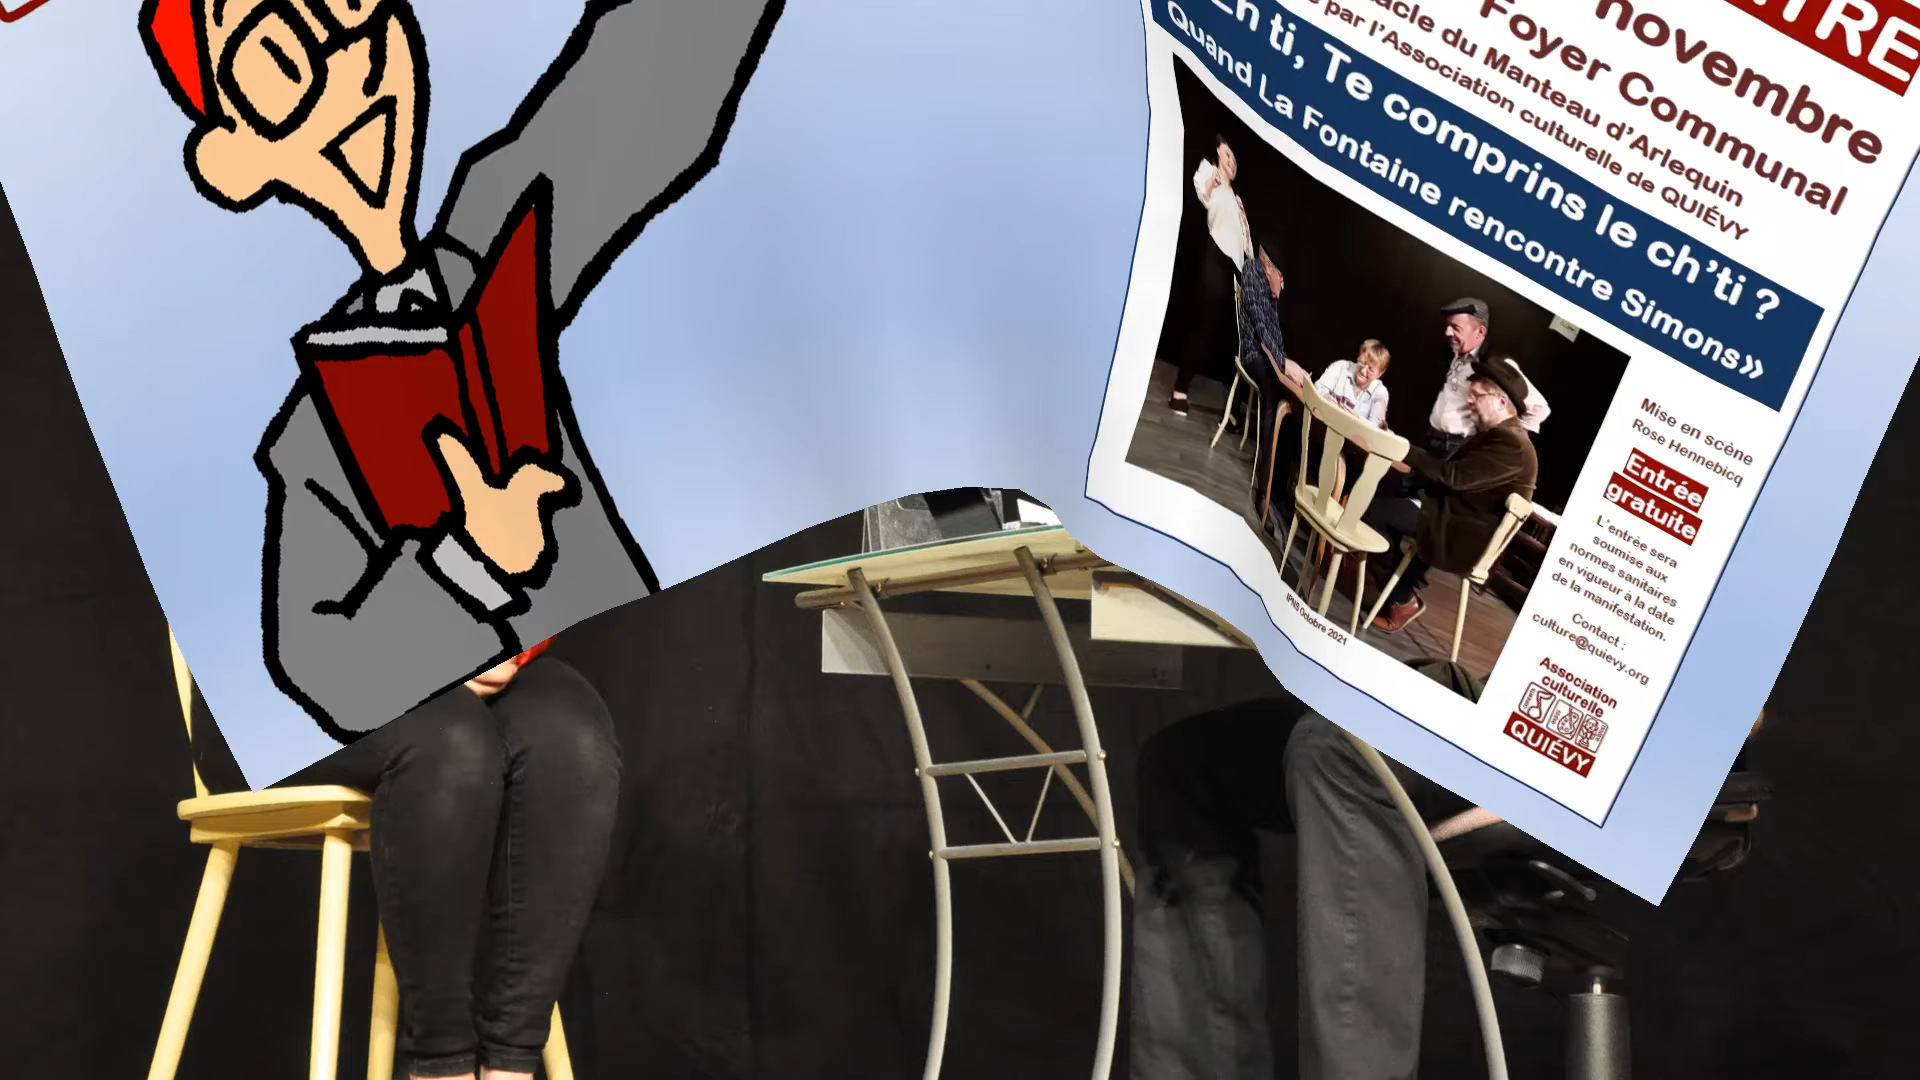 novembre
Foyer Communal
du Manteau d'Arlequin
par l'Association culturelle de QUIÉVY
ti, Te comprins le ch'ti ?
Quand La Fontaine rencontre Simons»
Mise en scène
Rose Hennebicq
Entrée
gratuite
L'entrée sera
soumise aux
normes sanitaires
en vigueur à la date
de la manifestation.
Contact :
culture@quievy.org
Association
culturelle
QUIÉVY
IPNS Octobre 2021